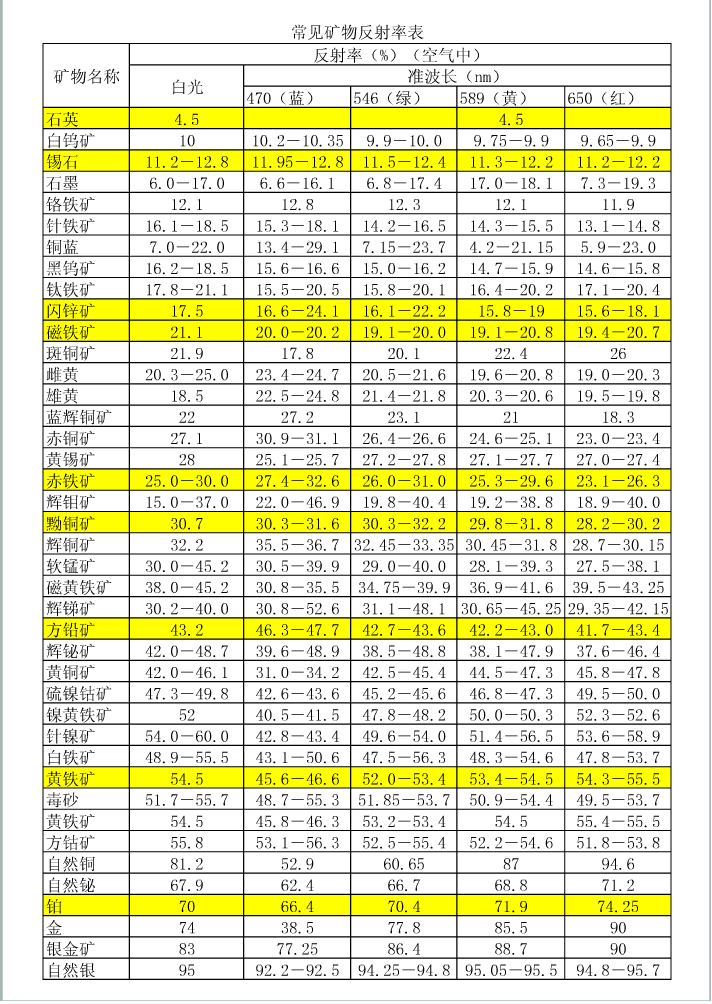 常见矿物反射率表
矿物名称 反射率（%）（空气中）
白光 准波长（nm）
470（蓝） 546（绿） 589（黄） 650（红）
石英 4.5 4.5
白钨矿 10 10.2－10.35 9.9－10.0 9.75－9.9 9.65－9.9
锡石 11.2－12.8 11.95－12.8 11.5－12.4 11.3－12.2 11.2－12.2
石墨 6.0－17.0 6.6－16.1 6.8－17.4 17.0－18.1 7.3－19.3
铬铁矿 12.1 12.8 12.3 12.1 11.9
针铁矿 16.1－18.5 15.3－18.1 14.2－16.5 14.3－15.5 13.1－14.8
铜蓝 7.0－22.0 13.4－29.1 7.15－23.7 4.2－21.15 5.9－23.0
黑钨矿 16.2－18.5 15.6－16.6 15.0－16.2 14.7－15.9 14.6－15.8
钛铁矿 17.8－21.1 15.5－20.5 15.8－20.1 16.4－20.2 17.1－20.4
闪锌矿 17.5 16.6－24.1 16.1－22.2 15.8－19 15.6－18.1
磁铁矿 21.1 20.0－20.2 19.1－20.0 19.1－20.8 19.4－20.7
斑铜矿 21.9 17.8 20.1 22.4 26
雌黄 20.3－25.0 23.4－24.7 20.5－21.6 19.6－20.8 19.0－20.3
雄黄 18.5 22.5－24.8 21.4－21.8 20.3－20.6 19.5－19.8
蓝辉铜矿 22 27.2 23.1 21 18.3
赤铜矿 27.1 30.9－31.1 26.4－26.6 24.6－25.1 23.0－23.4
黄锡矿 28 25.1－25.7 27.2－27.8 27.1－27.7 27.0－27.4
赤铁矿 25.0－30.0 27.4－32.6 26.0－31.0 25.3－29.6 23.1－26.3
辉钼矿 15.0－37.0 22.0－46.9 19.8－40.4 19.2－38.8 18.9－40.0
黝铜矿 30.7 30.3－31.6 30.3－32.2 29.8－31.8 28.2－30.2
辉铜矿 32.2 35.5－36.7 32.45－33.35 30.45－31.8 28.7－30.15
软锰矿 30.0－45.2 30.5－39.9 29.0－40.0 28.1－39.3 27.5－38.1
磁黄铁矿 38.0－45.2 30.8－35.5 34.75－39.9 36.9－41.6 39.5－43.25
辉锑矿 30.2－40.0 30.8－52.6 31.1－48.1 30.65－45.25 29.35－42.15
方铅矿 43.2 46.3－47.7 42.7－43.6 42.2－43.0 41.7－43.4
辉铋矿 42.0－48.7 39.6－48.9 38.5－48.8 38.1－47.9 37.6－46.4
黄铜矿 42.0－46.1 31.0－34.2 42.5－45.4 44.5－47.3 45.8－47.8
硫镍钴矿 47.3－49.8 42.6－43.6 45.2－45.6 46.8－47.3 49.5－50.0
镍黄铁矿 52 40.5－41.5 47.8－48.2 50.0－50.3 52.3－52.6
针镍矿 54.0－60.0 42.8－43.4 49.6－54.0 51.4－56.5 53.6－58.9
白铁矿 48.9－55.5 43.1－50.6 47.5－56.3 48.3－54.6 47.8－53.7
黄铁矿 54.5 45.6－46.6 52.0－53.4 53.4－54.5 54.3－55.5
毒砂 51.7－55.7 48.7－55.3 51.85－53.7 50.9－54.4 49.5－53.7
黄铁矿 54.5 45.8－46.3 53.2－53.4 54.5 55.4－55.5
方钴矿 55.8 53.1－56.3 52.5－55.4 52.2－54.6 51.8－53.8
自然铜 81.2 52.9 60.65 87 94.6
自然铋 67.9 62.4 66.7 68.8 71.2
铂 70 66.4 70.4 71.9 74.25
金 74 38.5 77.8 85.5 90
银金矿 83 77.25 86.4 88.7 90
自然银 95 92.2－92.5 94.25－94.8 95.05－95.5 94.8－95.7